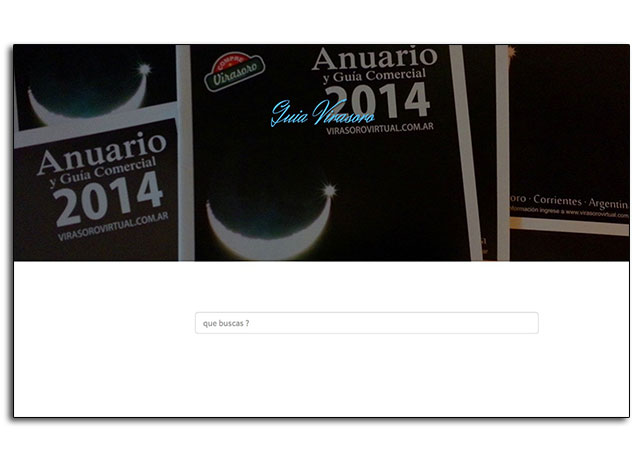 Anuario
y Guía Comercial
2014
VIRASOROVIRTUAL.COM.AR
COMPRE
Virasoro
Anuario
y Guía Comercial
2014
VIRASOROVIRTUAL.COM.AR
Guia Virasoro
oro · Corrientes · Argentin
formación ingrese a www.virasorovirtual.com
que buscas ?